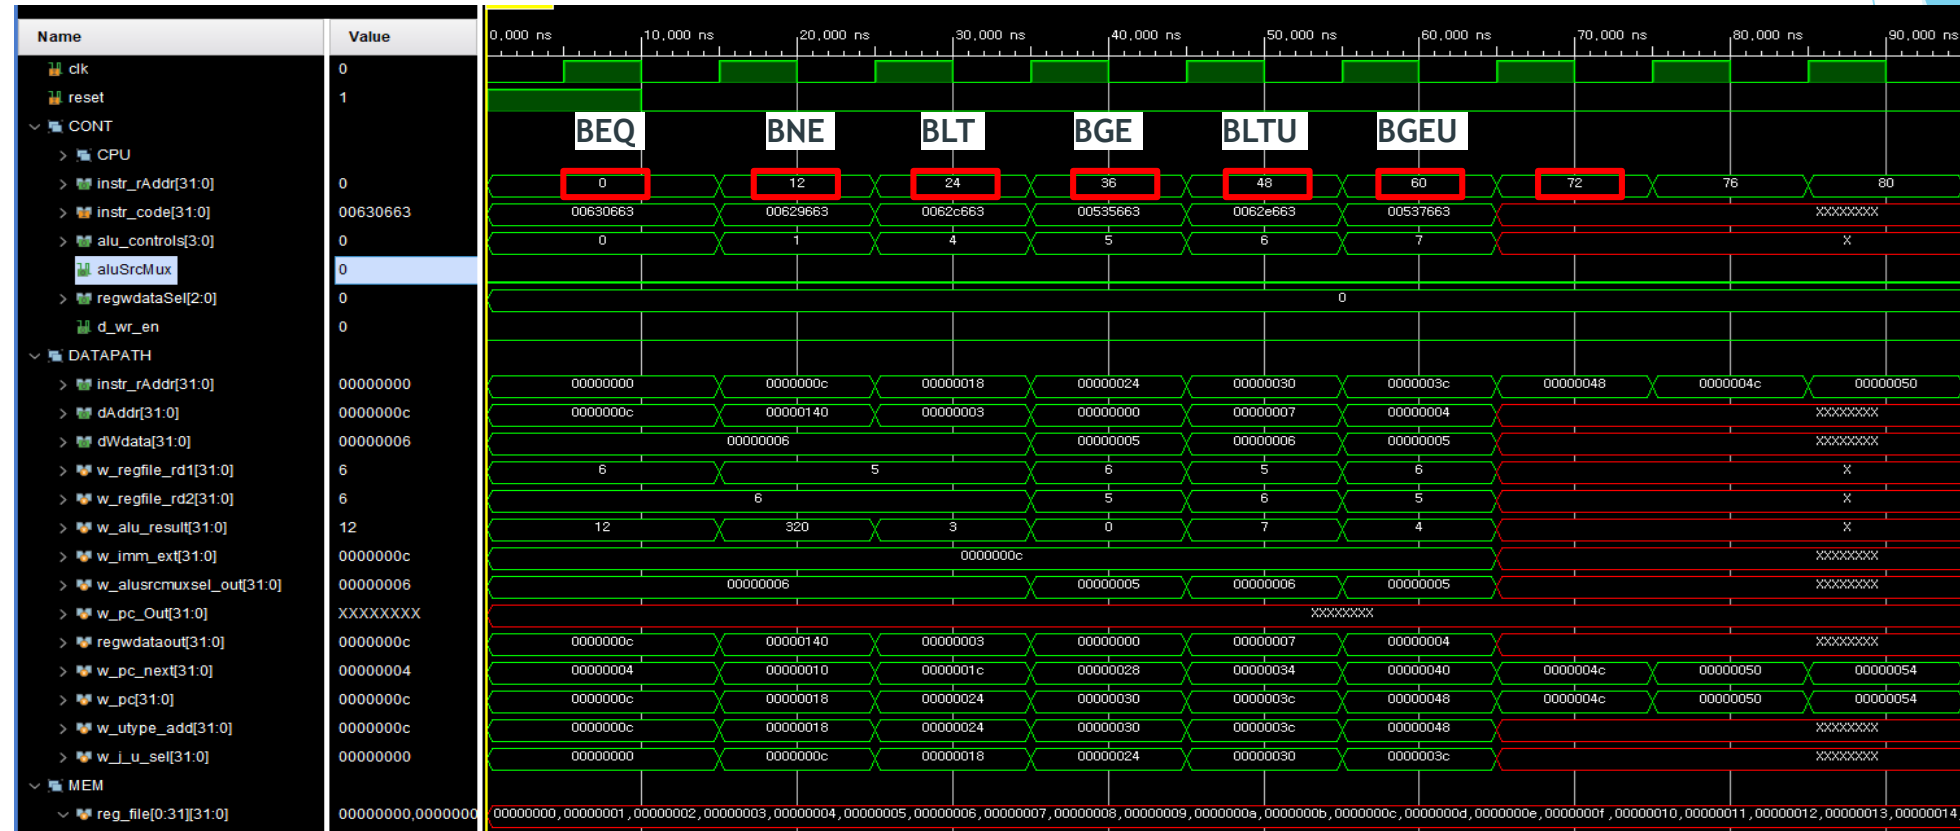 Name Value 0,000 ns 10,000 ns 20,000 ns 30,000 ns 40,000 ns 50,000 ns 60,000 ns 70,000 ns 80,000 ns 90,000 ns
clk 0
reset 1
CONT BEQ BNE BLT BGE BLTU BGEU
CPU
instr_rAddr[31:0] 0 0 12 24 36 48 60 72 76 80
instr_code[31:0] 00630663 00630663 00629663 0062c663 00535663 0062e663 00537663 XXXXXXXX
alu_controls[3:0] 0 0 1 4 5 6 7 X
aluSrcMux 0
regwdataSel[2:0] 0 0
d_wr_en 0
DATAPATH
instr_rAddr[31:0] 00000000 00000000 0000000c 00000018 00000024 00000030 0000003c 00000048 0000004c 00000050
dAddr[31:0] 0000000c 0000000c 00000140 00000003 00000000 00000007 00000004 XXXXXXXX
dWdata[31:0] 00000006 00000006 00000005 00000006 00000005 XXXXXXXX
w_regfile_rd1[31:0] 6 6 5 6 5 6 X
w_regfile_rd2[31:0] 6 6 5 6 5 X
w_alu_result[31:0] 12 12 320 3 0 7 4 X
w_imm_ext[31:0] 0000000c 0000000c XXXXXXXX
w_alusrcmuxsel_out[31:0] 00000006 00000006 00000005 00000006 00000005 XXXXXXXX
w_pc_Out[31:0] XXXXXXXX XXXXXXXX
regwdataout[31:0] 0000000c 0000000c 00000140 00000003 00000000 00000007 00000004 XXXXXXXX
w_pc_next[31:0] 00000004 00000004 00000010 0000001c 00000028 00000034 00000040 0000004c 00000050 00000054
w_pc[31:0] 0000000c 0000000c 00000018 00000024 00000030 0000003c 00000048 0000004c 00000050 00000054
w_utype_add[31:0] 0000000c 0000000c 00000018 00000024 00000030 0000003c 00000048 XXXXXXXX
w_j_u_sel[31:0] 00000000 00000000 0000000c 00000018 00000024 00000030 0000003c XXXXXXXX
MEM
reg_file[0:31][31:0] 00000000,0000000 00000000,00000001,00000002,00000003,00000004,00000005,00000006,00000007,00000008,00000009,0000000a,0000000b,0000000c,0000000d,0000000e,0000000f,00000010,00000011,00000012,00000013,00000014